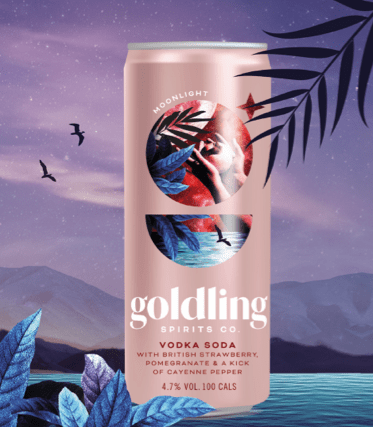 MOONLIGHT
goldling
SPIRITS CO.
VODKA SODA
WITH BRITISH STRAWBERRY,
POMEGRANATE & A KICK
OF CAYENNE PEPPER
4.7% VOL. 100 CALS